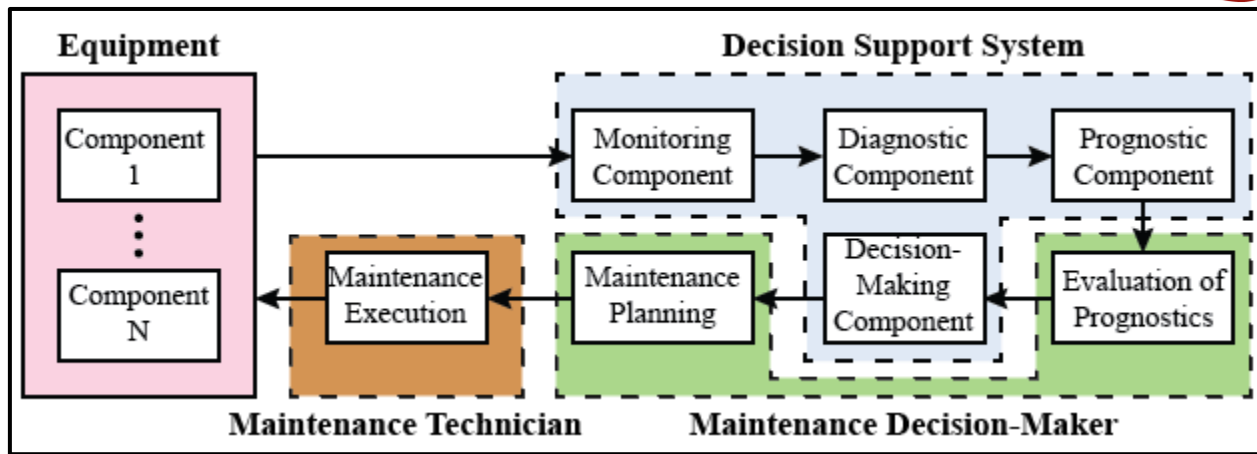 Equipment
Decision Support System
Component
1
Monitoring
Component
Diagnostic
Component
Prognostic
Component
Component
N
Maintenance
Execution
Maintenance
Planning
Decision-
Making
Component
Evaluation of
Prognostics
Maintenance Technician
Maintenance Decision-Maker